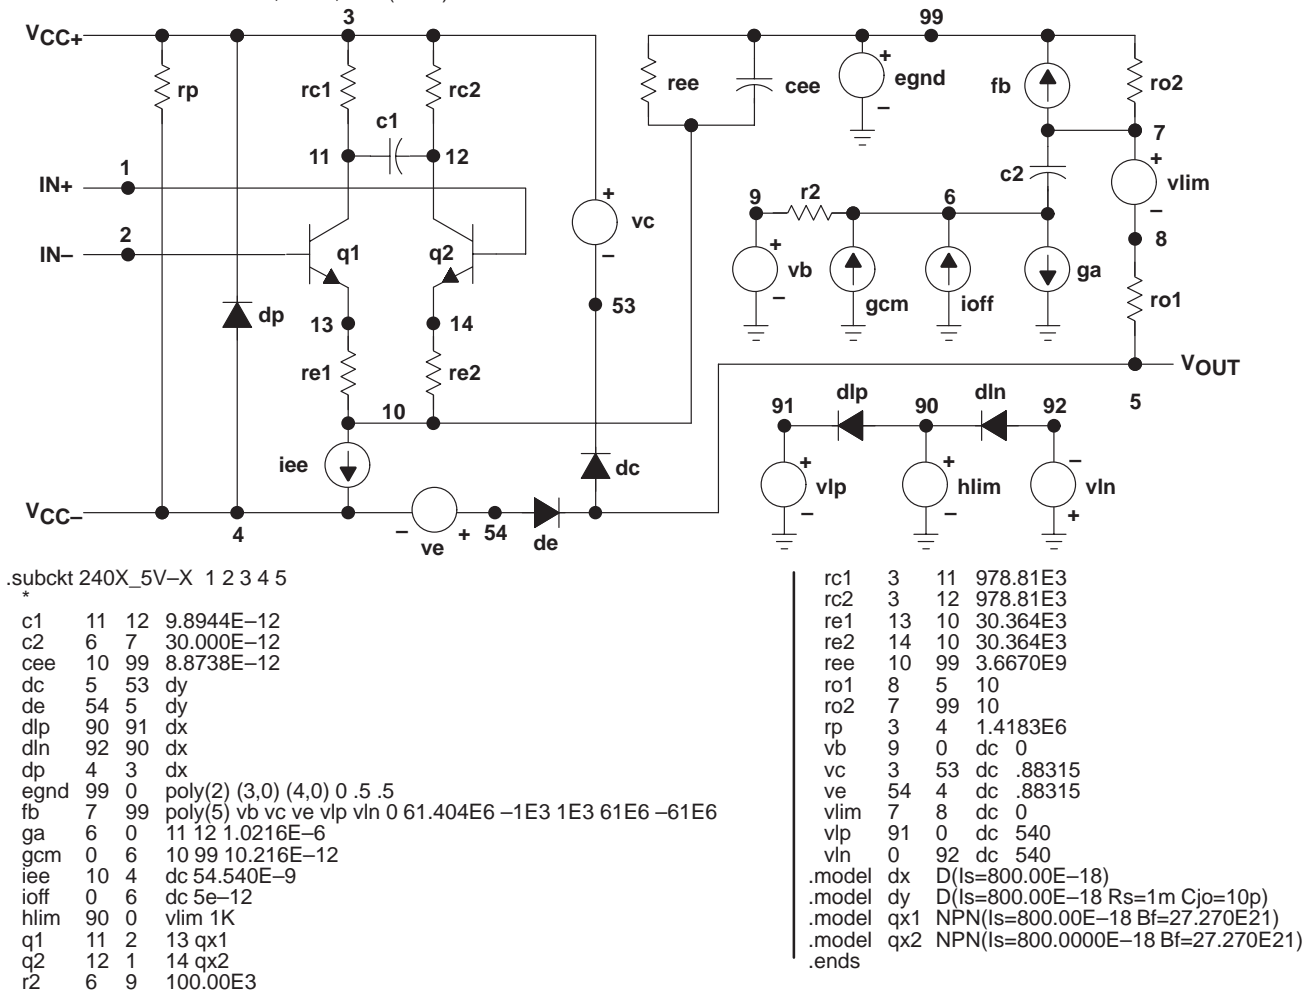 3
99
VCC+
rp
rc1
rc2
ree
cee
+
egnd
–
fb
ro2
c1
11
12
7
1
IN+
c2
+
vlim
–
2
IN–
q1
q2
+
vc
–
9
r2
6
8
+
vb
–
gcm
ioff
ga
ro1
53
dp
13
14
re1
re2
VOUT
5
10
dlp
dln
91
90
92
iee
dc
+
vlp
–
+
hlim
–
–
vln
+
VCC–
4
–
ve
+
54
de
.subckt 240X_5V–X 1 2 3 4 5
*
c1 11 12 9.8944E–12
c2 6 7 30.000E–12
cee 10 99 8.8738E–12
dc 5 53 dy
de 54 5 dy
dlp 90 91 dx
dln 92 90 dx
dp 4 3 dx
egnd 99 0 poly(2) (3,0) (4,0) 0 .5 .5
fb 7 99 poly(5) vb vc ve vlp vln 0 61.404E6 –1E3 1E3 61E6 –61E6
ga 6 0 11 12 1.0216E–6
gcm 0 6 10 99 10.216E–12
iee 10 4 dc 54.540E–9
ioff 0 6 dc 5e–12
hlim 90 0 vlim 1K
q1 11 2 13 qx1
q2 12 1 14 qx2
r2 6 9 100.00E3
rc1 3 11 978.81E3
rc2 3 12 978.81E3
re1 13 10 30.364E3
re2 14 10 30.364E3
ree 10 99 3.6670E9
ro1 8 5 10
ro2 7 99 10
rp 3 4 1.4183E6
vb 9 0 dc 0
vc 3 53 dc .88315
ve 54 4 dc .88315
vlim 7 8 dc 0
vlp 91 0 dc 540
vln 0 92 dc 540
.model dx D(Is=800.00E–18)
.model dy D(Is=800.00E–18 Rs=1m Cjo=10p)
.model qx1 NPN(Is=800.00E–18 Bf=27.270E21)
.model qx2 NPN(Is=800.0000E–18 Bf=27.270E21)
.ends